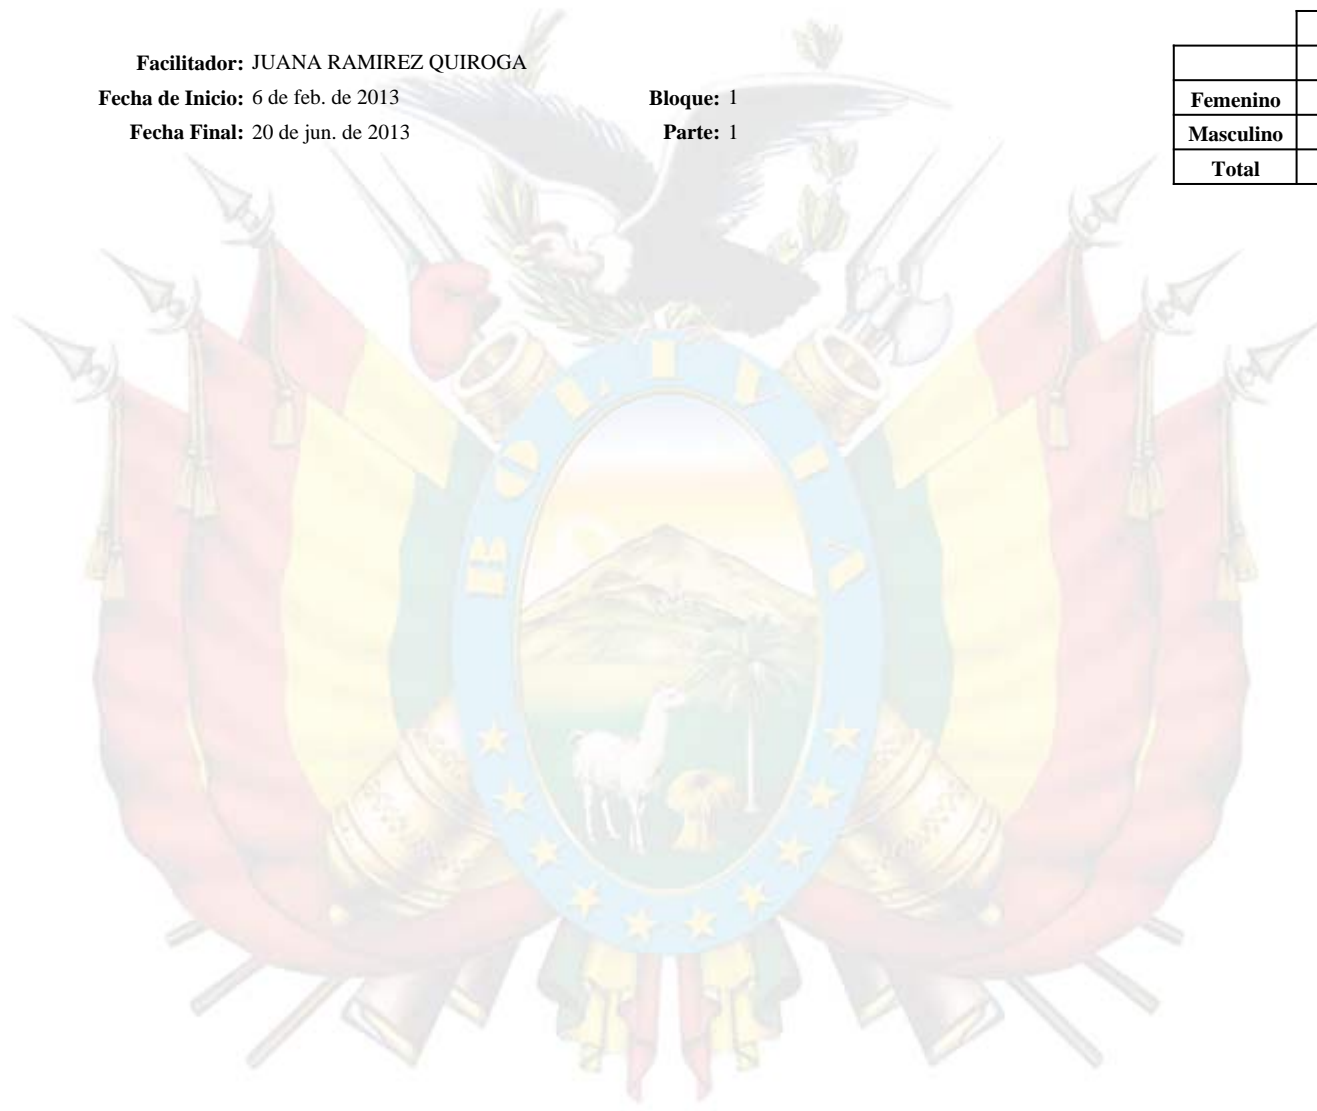 Facilitador: JUANA RAMIREZ QUIROGA
Fecha de Inicio: 6 de feb. de 2013 Bloque: 1
Fecha Final: 20 de jun. de 2013 Parte: 1
Femenino
Masculino
Total
BOLIVIA